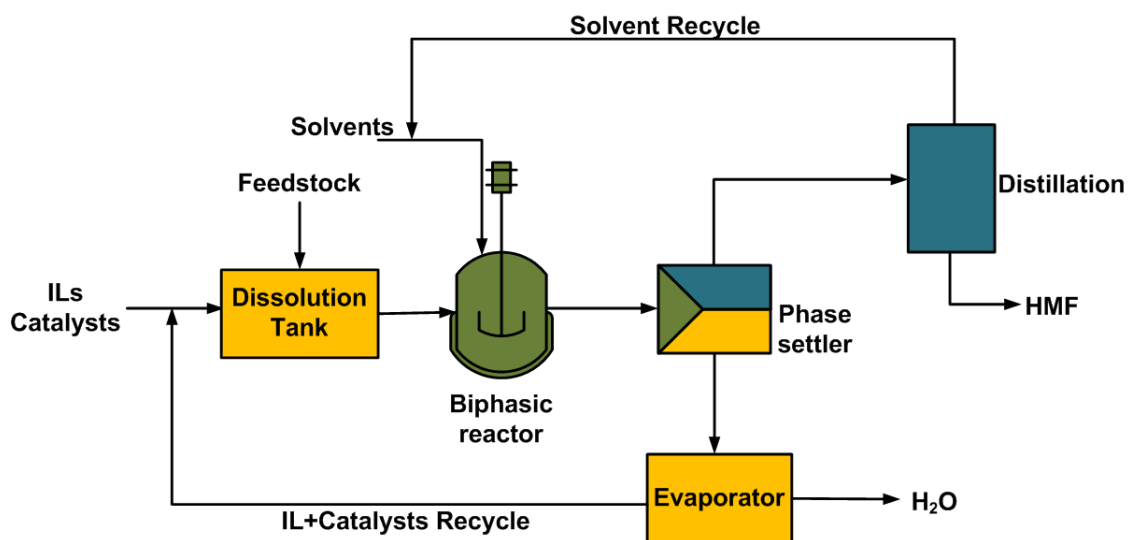 Solvent Recycle
Solvents
Feedstock
Distillation
ILs
Catalysts
Dissolution
Tank
HMF
Phase
settler
Biphasic
reactor
Evaporator
H₂O
IL+Catalysts Recycle